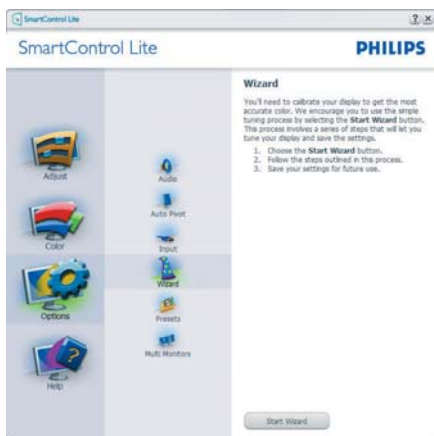 SmartControl Lite
SmartControl Lite
PHILIPS
Adjust
Color
Options
Help
Audio
Auto Pivot
Input
Wizard
Presets
Multi Monitors
Wizard
You'll need to calibrate your display to get the most
accurate color. We encourage you to use the simple
tuning process by selecting the Start Wizard button.
This process involves a series of steps that will let you
tune your display and save the settings.
1. Choose the Start Wizard button.
2. Follow the steps outlined in this process.
3. Save your settings for future use.
Start Wizard